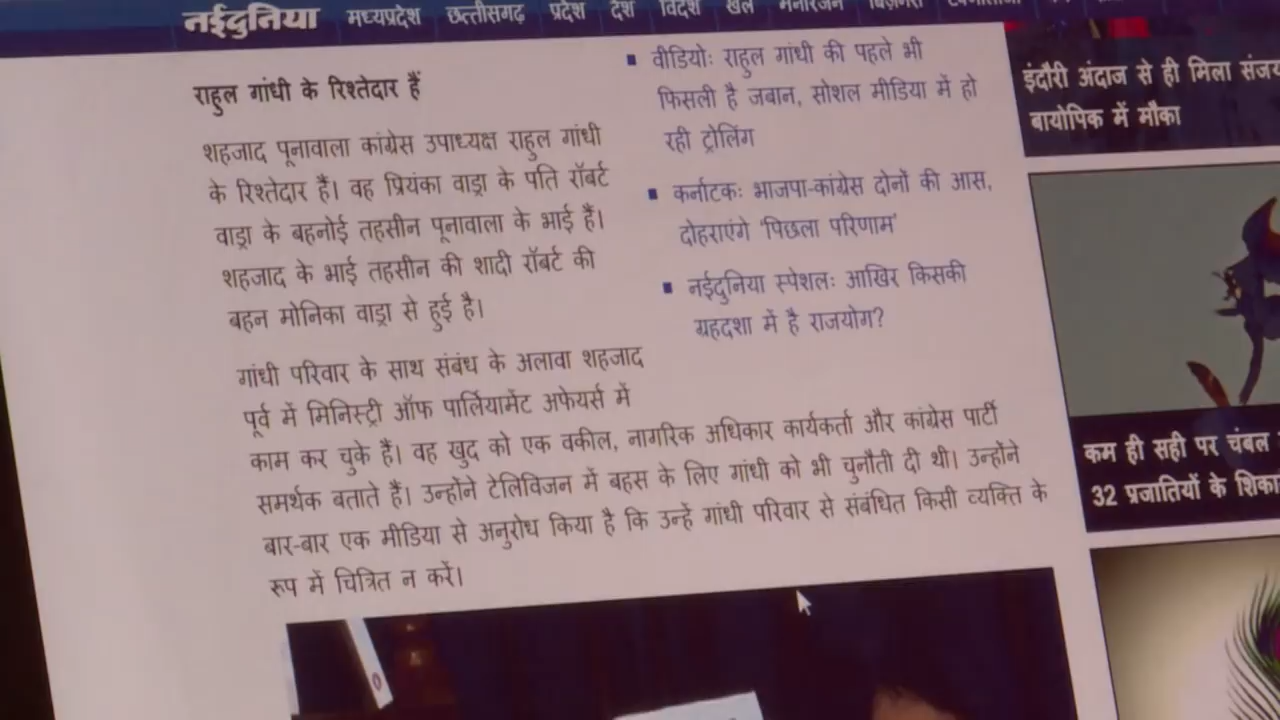 नईदुनिया मध्यप्रदेश छत्तीसगढ़ प्रदेश देश विदेश खेल मनोरंजन
राहुल गांधी के रिश्तेदार हैं
शहजाद पूनावाला कांग्रेस उपाध्यक्ष राहुल गांधी
के रिश्तेदार हैं। वह प्रियंका वाड्रा के पति रॉबर्ट
वाड्रा के बहनोई तहसीन पूनावाला के भाई हैं।
शहजाद के भाई तहसीन की शादी रॉबर्ट की
बहन मोनिका वाड्रा से हुई है।
गांधी परिवार के साथ संबंध के अलावा शहजाद
पूर्व में मिनिस्ट्री ऑफ पार्लियामेंट अफेयर्स में
काम कर चुके हैं। वह खुद को एक वकील, नागरिक अधिकार कार्यकर्ता और कांग्रेस पार्टी
समर्थक बताते हैं। उन्होंने टेलिविजन में बहस के लिए गांधी को भी चुनौती दी थी। उन्होंने
बार-बार एक मीडिया से अनुरोध किया है कि उन्हें गांधी परिवार से संबंधित किसी व्यक्ति के
रूप में चित्रित न करें।
वीडियोः राहुल गांधी की पहले भी
फिसली है जबान, सोशल मीडिया में हो
रही ट्रोलिंग
कर्नाटकः भाजपा-कांग्रेस दोनों की आस,
दोहराएंगे 'पिछला परिणाम'
नईदुनिया स्पेशलः आखिर किसकी
ग्रहदशा में है राजयोग?
इंदौरी अंदाज से ही मिला संजय
बायोपिक में मौका
कम ही सही पर चंबल
32 प्रजातियों के